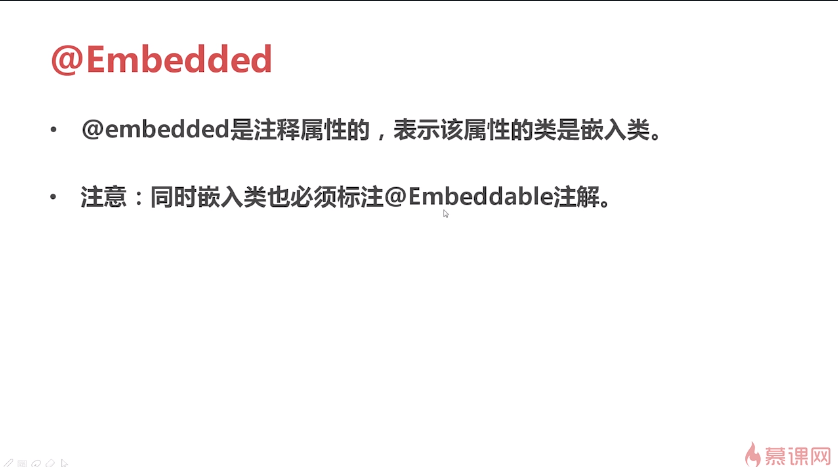 @Embedded
• @embedded是注释属性的，表示该属性的类是嵌入类。
• 注意：同时嵌入类也必须标注@Embeddable注解。
慕课网